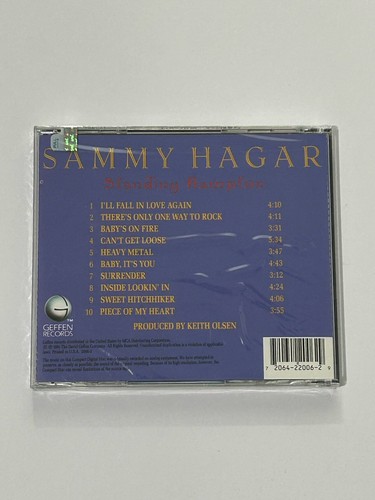 SAMMY HAGAR
Standing Hampton
1 I'LL FALL IN LOVE AGAIN 4:10
2 THERE'S ONLY ONE WAY TO ROCK 4:11
3 BABY'S ON FIRE 3:31
4 CAN'T GET LOOSE 5:34
5 HEAVY METAL 3:47
6 BABY, IT'S YOU 4:43
7 SURRENDER 3:12
8 INSIDE LOOKIN' IN 4:24
9 SWEET HITCHHIKER 4:06
10 PIECE OF MY HEART 3:55
PRODUCED BY KEITH OLSEN
GEFFEN
RECORDS
TM
7 2064-22006-2 9